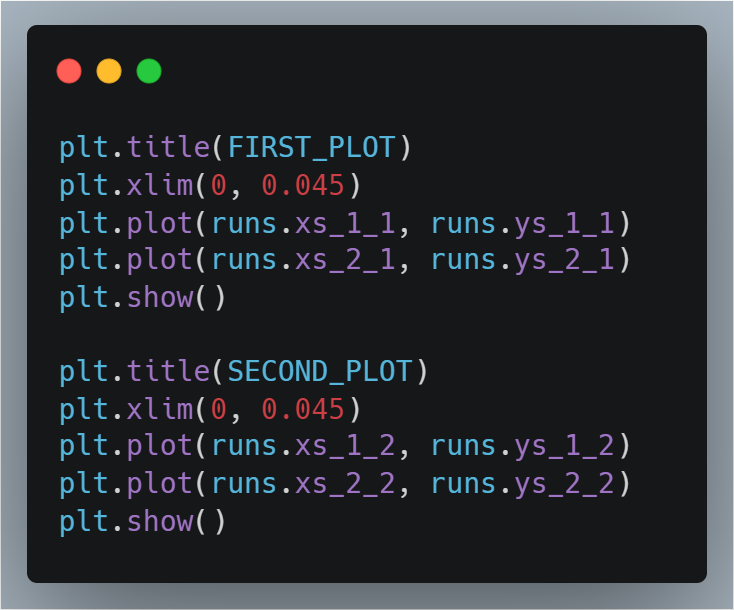 plt.title(FIRST_PLOT)
plt.xlim(0, 0.045)
plt.plot(runs.xs_1_1, runs.ys_1_1)
plt.plot(runs.xs_2_1, runs.ys_2_1)
plt.show()

plt.title(SECOND_PLOT)
plt.xlim(0, 0.045)
plt.plot(runs.xs_1_2, runs.ys_1_2)
plt.plot(runs.xs_2_2, runs.ys_2_2)
plt.show()